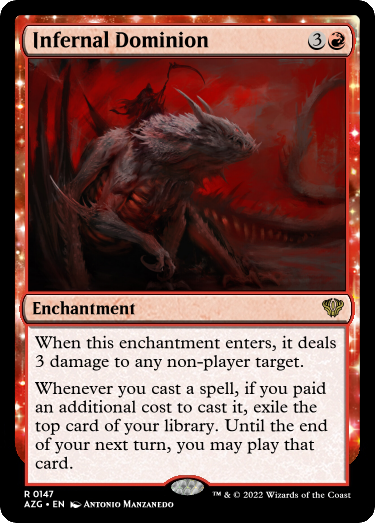 Infernal Dominion 3
Enchantment
When this enchantment enters, it deals
3 damage to any non-player target.
Whenever you cast a spell, if you paid
an additional cost to cast it, exile the
top card of your library. Until the end
of your next turn, you may play that
card.
R 0147 ™ & © 2022 Wizards of the Coast
AZG • EN Antonio Manzanedo